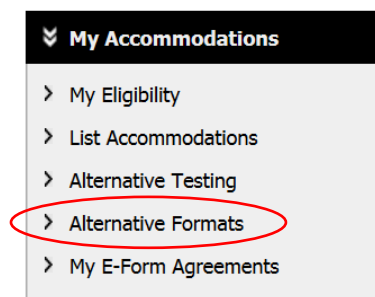 My Accommodations
My Eligibility
List Accommodations
Alternative Testing
Alternative Formats
My E-Form Agreements